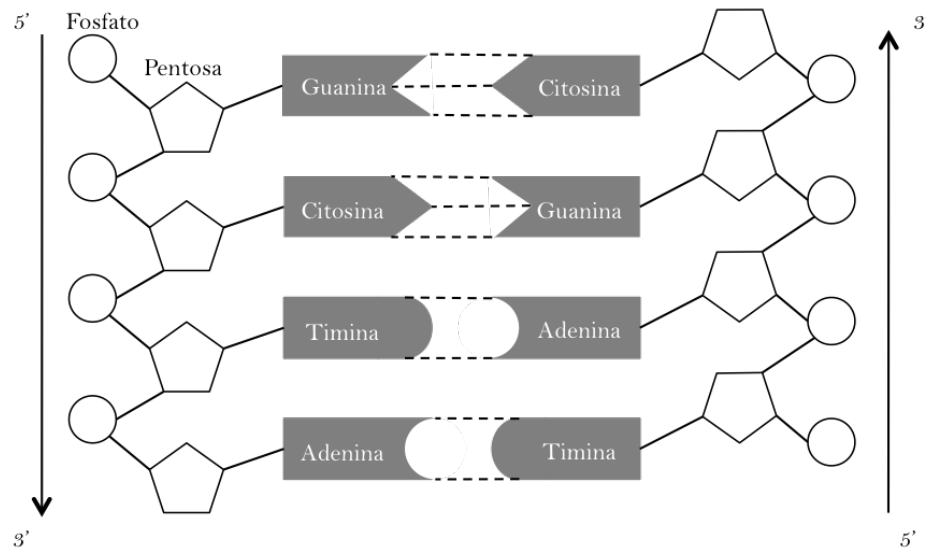 5’ Fosfato 3
Pentosa
Guanina Citosina
Citosina Guanina
Timina Adenina
Adenina Timina
3’ 5’